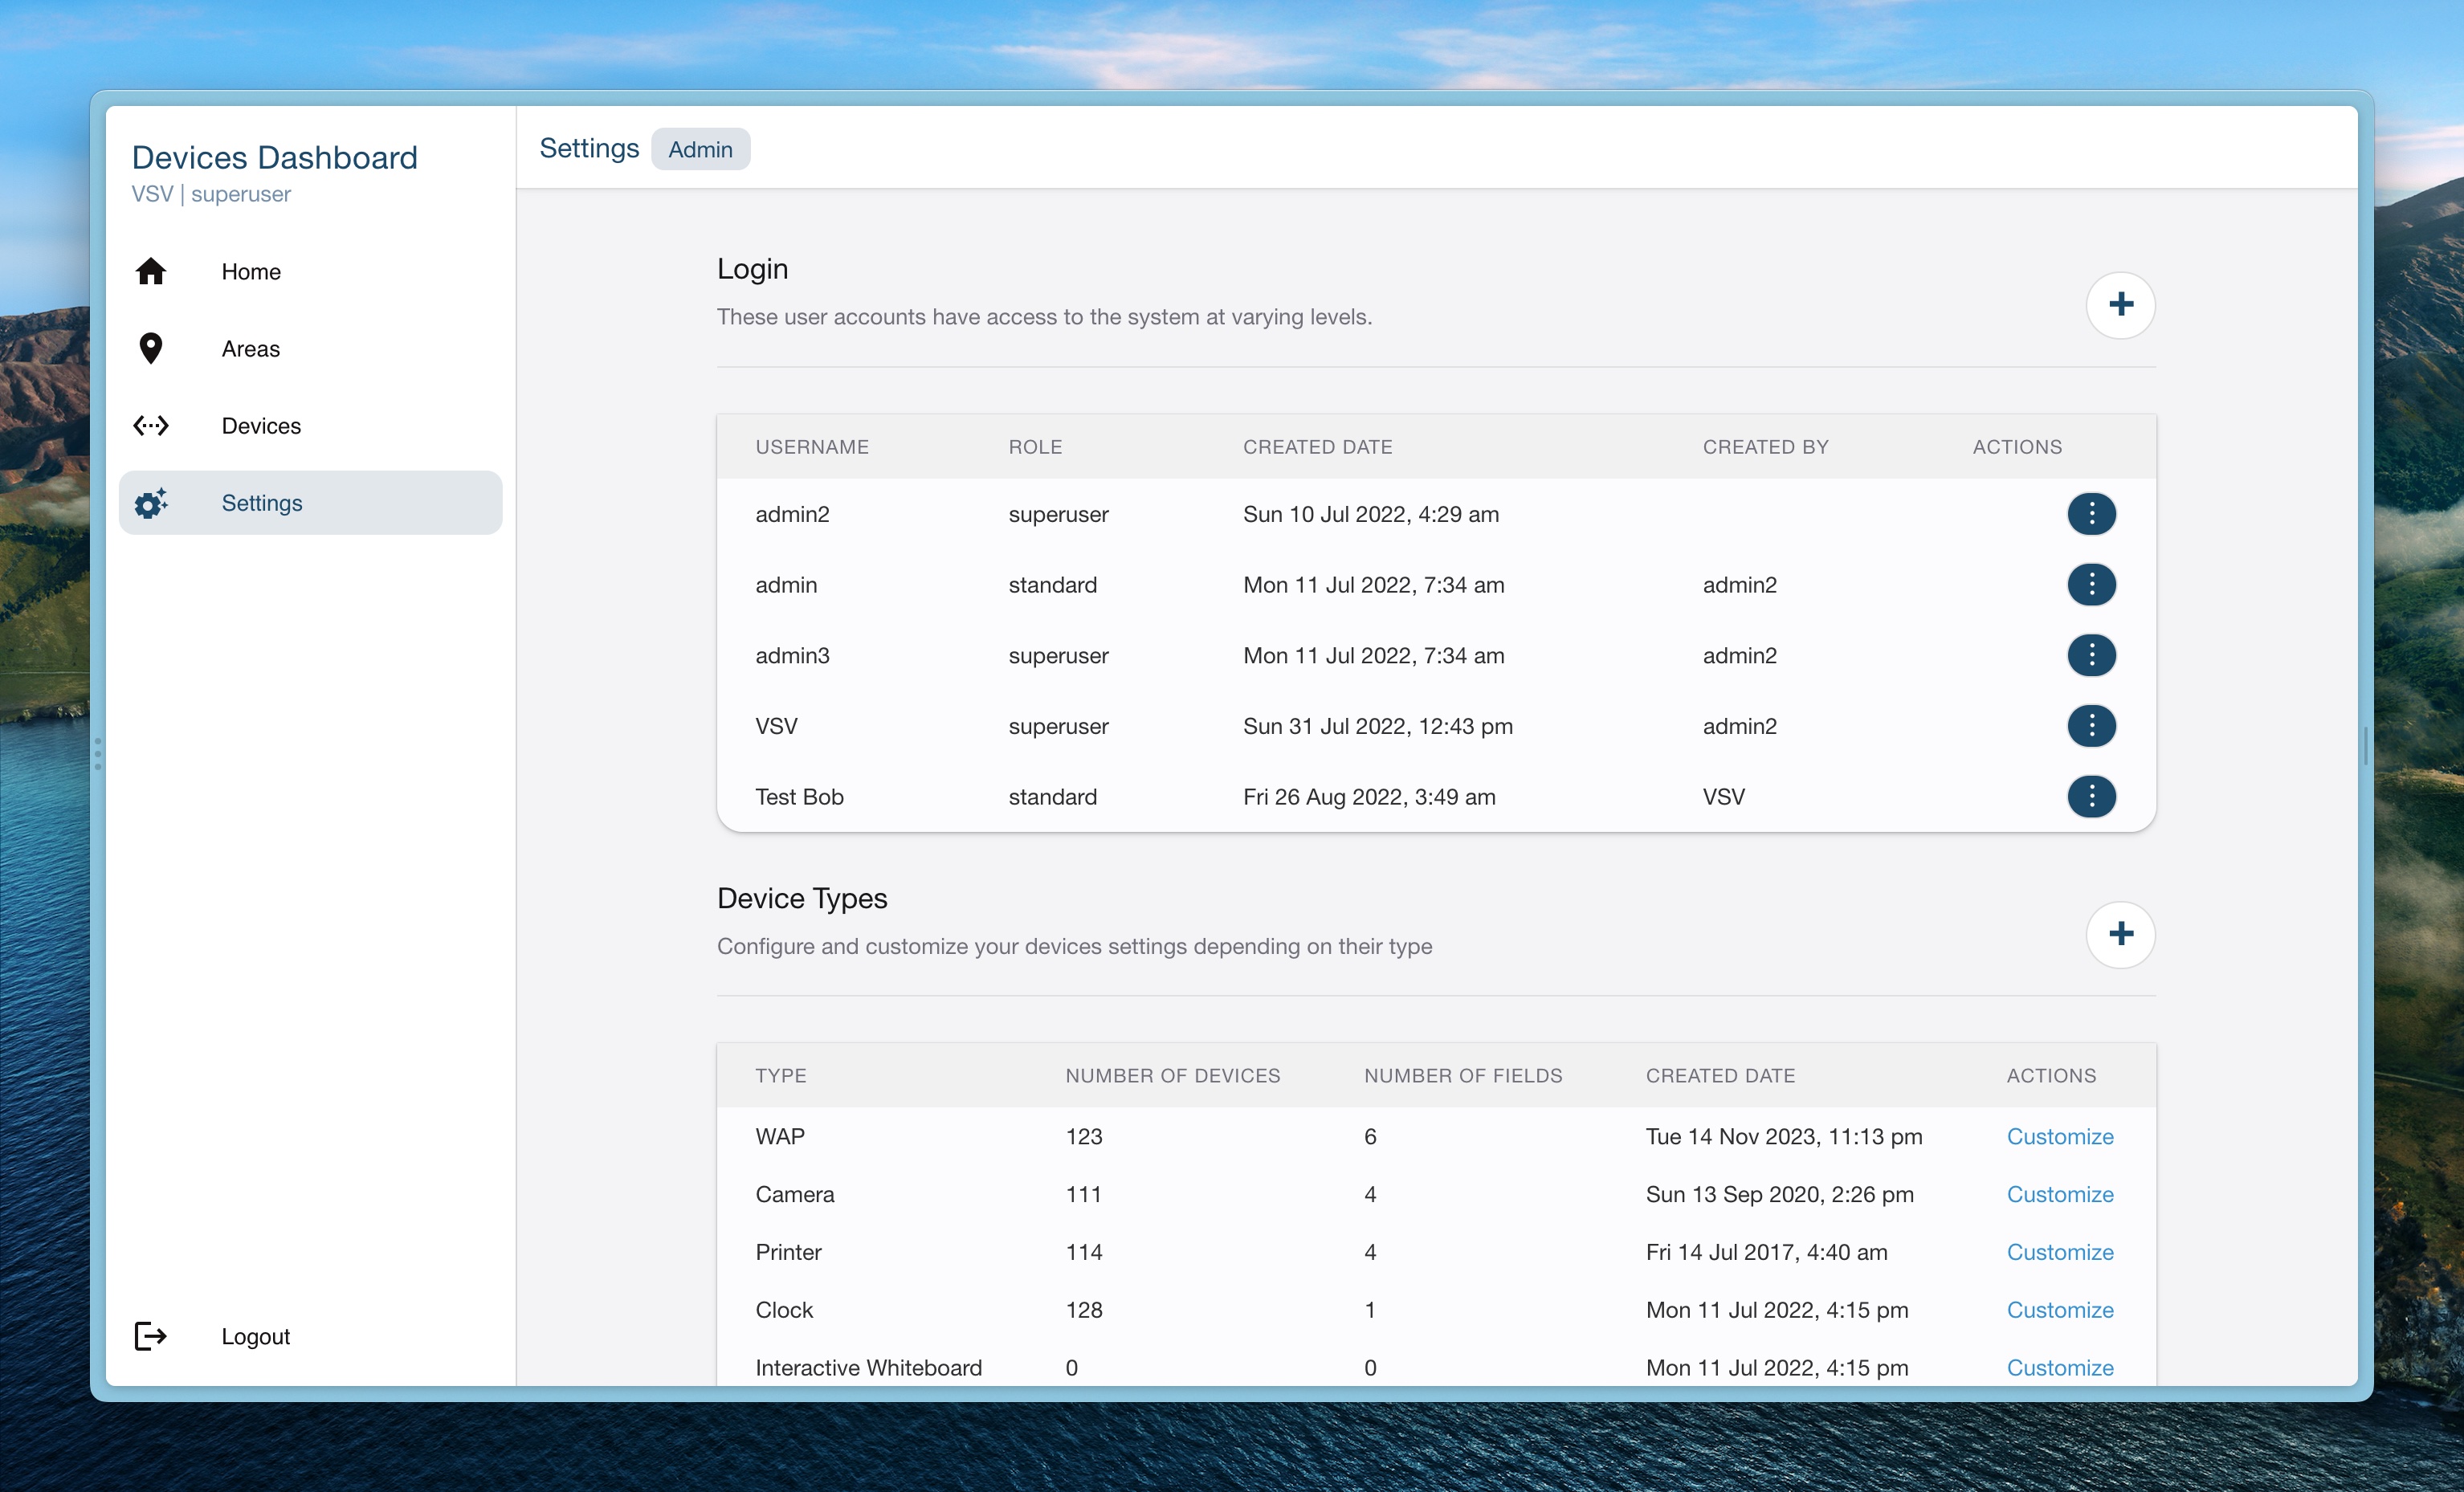 Devices Dashboard
VSV | superuser
Home
Areas
Devices
Settings
Logout
Settings Admin
Login
These user accounts have access to the system at varying levels.
USERNAME ROLE CREATED DATE CREATED BY ACTIONS
admin2 superuser Sun 10 Jul 2022, 4:29 am
admin standard Mon 11 Jul 2022, 7:34 am admin2
admin3 superuser Mon 11 Jul 2022, 7:34 am admin2
VSV superuser Sun 31 Jul 2022, 12:43 pm admin2
Test Bob standard Fri 26 Aug 2022, 3:49 am VSV
Device Types
Configure and customize your devices settings depending on their type
TYPE NUMBER OF DEVICES NUMBER OF FIELDS CREATED DATE ACTIONS
WAP 123 6 Tue 14 Nov 2023, 11:13 pm Customize
Camera 111 4 Sun 13 Sep 2020, 2:26 pm Customize
Printer 114 4 Fri 14 Jul 2017, 4:40 am Customize
Clock 128 1 Mon 11 Jul 2022, 4:15 pm Customize
Interactive Whiteboard 0 0 Mon 11 Jul 2022, 4:15 pm Customize